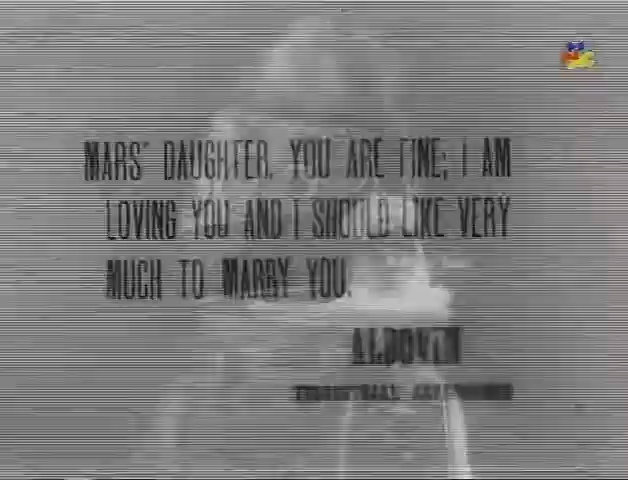 MARS' DAUGHTER, YOU ARE FINE; I AM
LOVING YOU AND I SHOULD LIKE VERY
MUCH TO MARRY YOU.